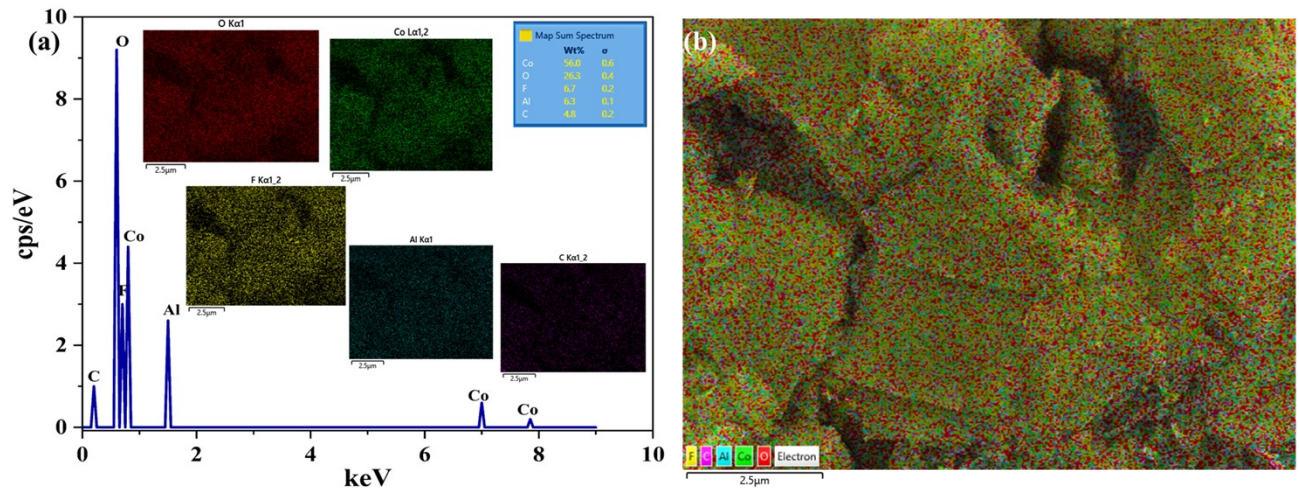 (a)
10
8
6
4
2
0
cps/eV
0 2 4 6 8 10
keV
C
O
F
Co
Al
Co
Co
O Kα1
2.5µm
Co Lα1,2
2.5µm
F Kα1_2
2.5µm
Al Kα1
2.5µm
C Kα1_2
2.5µm
Map Sum Spectrum
Wt% σ
Co 56.0 0.6
O 26.3 0.4
F 6.7 0.2
Al 6.3 0.1
C 4.8 0.2
(b)
F C Al Co O Electron
2.5µm